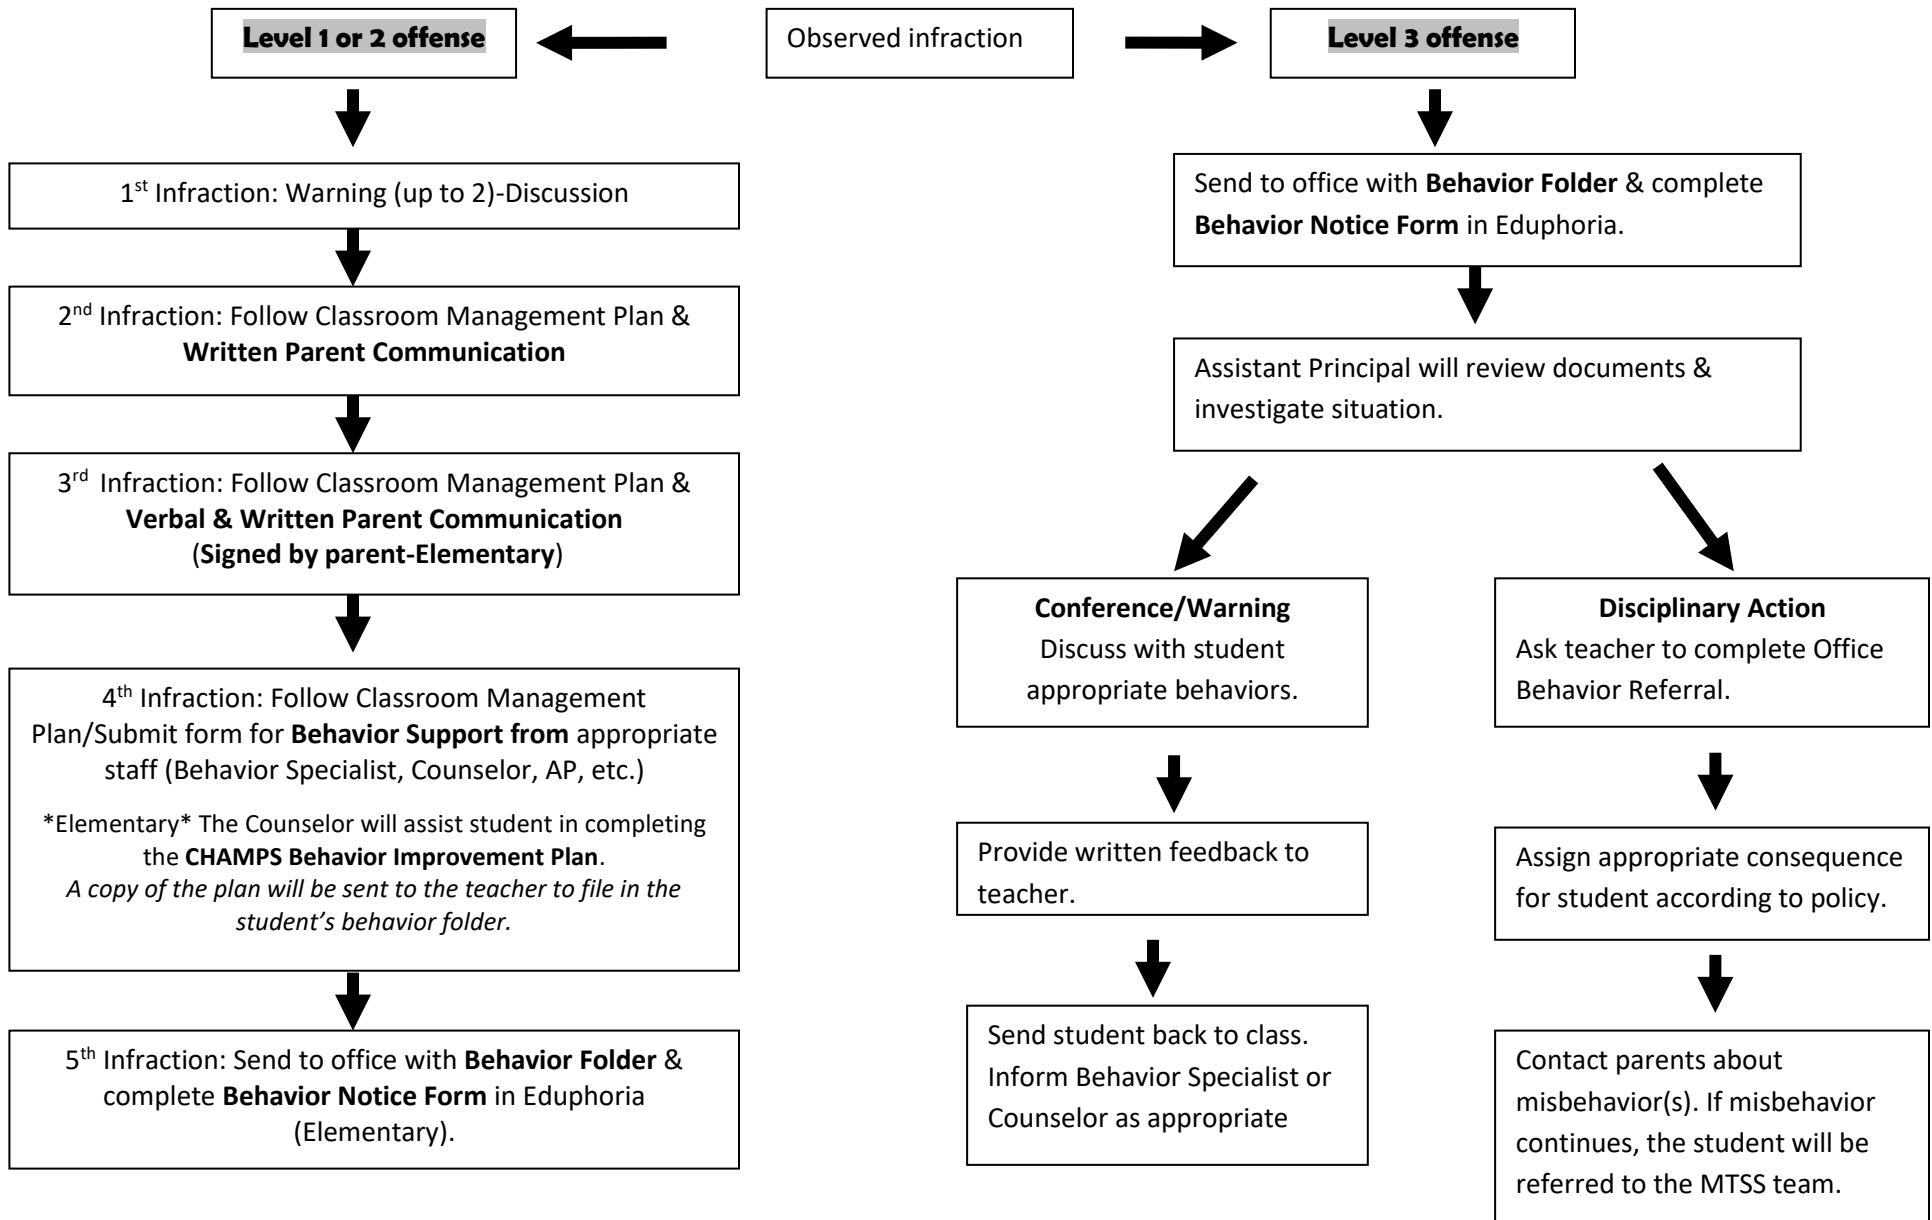 Level 1 or 2 offense
Observed infraction
Level 3 offense
1st Infraction: Warning (up to 2)-Discussion
2nd Infraction: Follow Classroom Management Plan &
Written Parent Communication
3rd Infraction: Follow Classroom Management Plan &
Verbal & Written Parent Communication
(Signed by parent-Elementary)
4th Infraction: Follow Classroom Management
Plan/Submit form for Behavior Support from appropriate
staff (Behavior Specialist, Counselor, AP, etc.)
*Elementary* The Counselor will assist student in completing
the CHAMPS Behavior Improvement Plan.
A copy of the plan will be sent to the teacher to file in the
student’s behavior folder.
5th Infraction: Send to office with Behavior Folder &
complete Behavior Notice Form in Eduphoria
(Elementary).
Send to office with Behavior Folder & complete
Behavior Notice Form in Eduphoria.
Assistant Principal will review documents &
investigate situation.
Conference/Warning
Discuss with student
appropriate behaviors.
Provide written feedback to
teacher.
Send student back to class.
Inform Behavior Specialist or
Counselor as appropriate
Disciplinary Action
Ask teacher to complete Office
Behavior Referral.
Assign appropriate consequence
for student according to policy.
Contact parents about
misbehavior(s). If misbehavior
continues, the student will be
referred to the MTSS team.